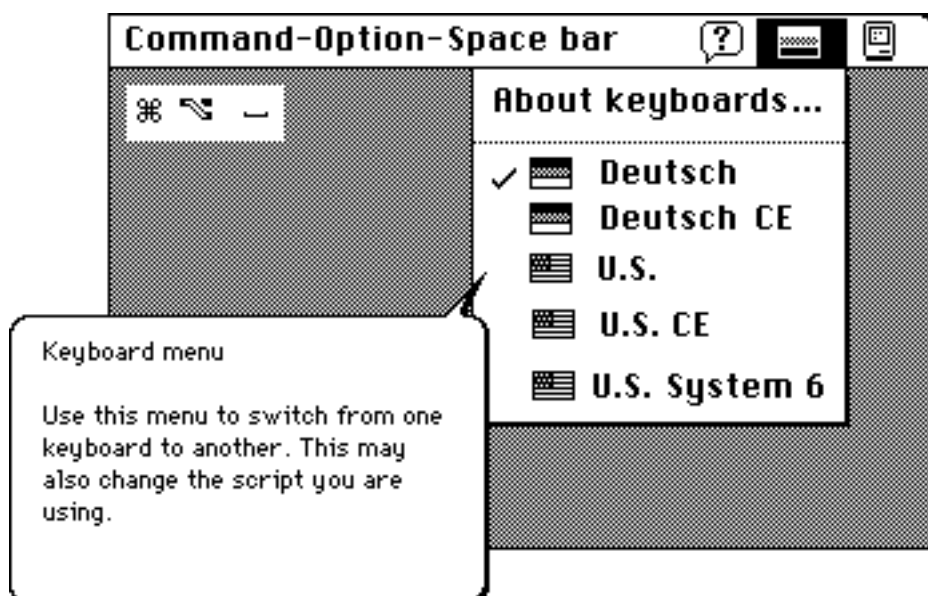 Command-Option-Space bar
⌘ ⌥ ⎵
About keyboards...
✓ Deutsch
Deutsch CE
U.S.
U.S. CE
U.S. System 6
Keyboard menu
Use this menu to switch from one
keyboard to another. This may
also change the script you are
using.